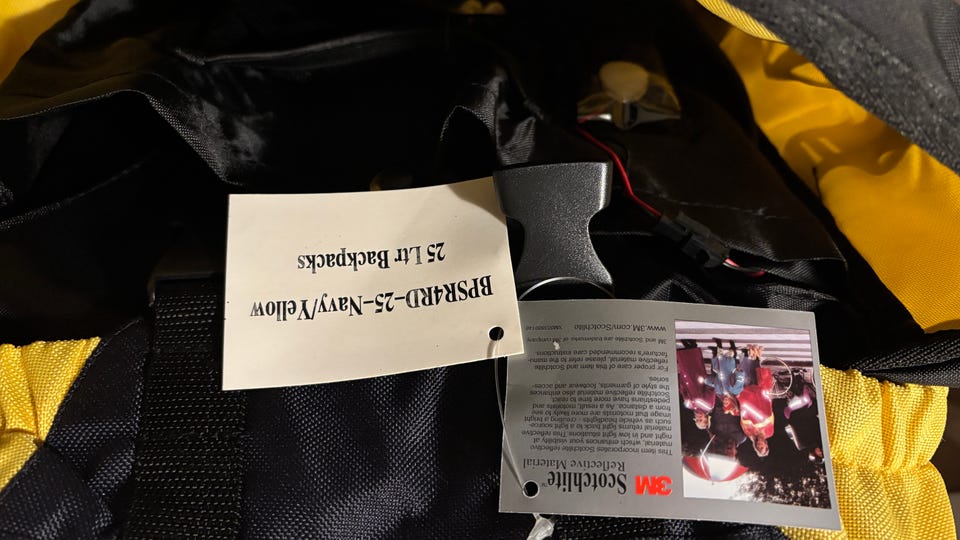 BPSR4RD-25-Navy/Yellow
25 Ltr Backpacks
3M Scotchlite™
Reflective Material
This item incorporates Scotchlite reflective
material, which enhances your visibility at
night and in low light situations. This reflective
material returns light back to a light source-
such as vehicle headlights - creating a bright
image that motorists are more likely to see
from a distance. As a result, motorists and
pedestrians have more time to react.
Scotchlite reflective material also enhances
the style of garments, footwear and acces-
sories.
For proper care of this item and Scotchlite
reflective material, please refer to the manu-
facturer's recommended care instructions.
3M and Scotchlite are trademarks of 3M company.
www.3M.com/Scotchlite